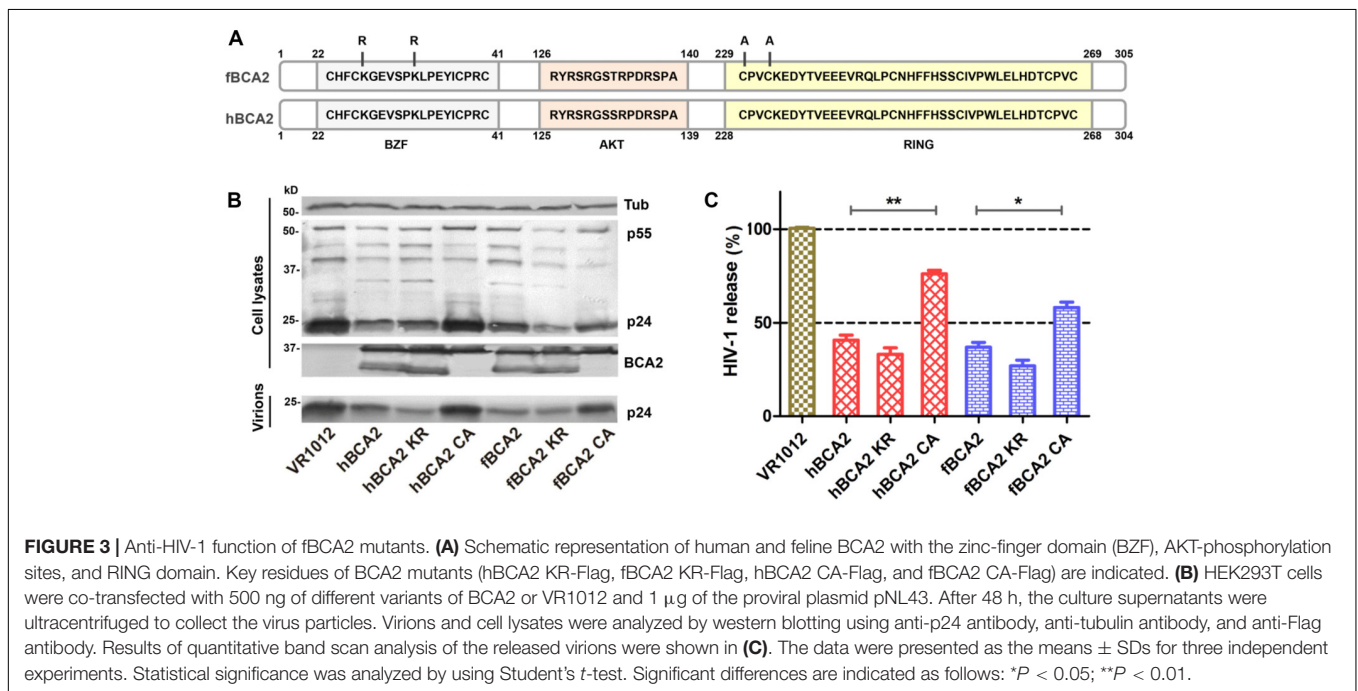 A
R R A A
1 22 41 126 140 229 269 305
fBCA2 CHFCKGEVSPKLPEYICPRC RYRSRGSTRPDRSPA CPVCKEDYTVEEEVRQLPCNHFFHSSCIVPWLELHDTCPVC
hBCA2 CHFCKGEVSPKLPEYICPRC RYRSRGSSRPDRSPA CPVCKEDYTVEEEVRQLPCNHFFHSSCIVPWLELHDTCPVC
1 22 41 125 139 228 268 304
BZF AKT RING
B
kD
50- Tub
50- p55
37-
25- p24
37- BCA2
25- p24
Cell lysates
Virions
VR1012 hBCA2 hBCA2 KR hBCA2 CA fBCA2 fBCA2 KR fBCA2 CA
C
HIV-1 release (%)
** *
100
50
0
VR1012 hBCA2 hBCA2 KR hBCA2 CA fBCA2 fBCA2 KR fBCA2 CA
FIGURE 3 | Anti-HIV-1 function of fBCA2 mutants. (A) Schematic representation of human and feline BCA2 with the zinc-finger domain (BZF), AKT-phosphorylation
sites, and RING domain. Key residues of BCA2 mutants (hBCA2 KR-Flag, fBCA2 KR-Flag, hBCA2 CA-Flag, and fBCA2 CA-Flag) are indicated. (B) HEK293T cells
were co-transfected with 500 ng of different variants of BCA2 or VR1012 and 1 μg of the proviral plasmid pNL43. After 48 h, the culture supernatants were
ultracentrifuged to collect the virus particles. Virions and cell lysates were analyzed by western blotting using anti-p24 antibody, anti-tubulin antibody, and anti-Flag
antibody. Results of quantitative band scan analysis of the released virions were shown in (C). The data were presented as the means ± SDs for three independent
experiments. Statistical significance was analyzed by using Student's t-test. Significant differences are indicated as follows: *P < 0.05; **P < 0.01.